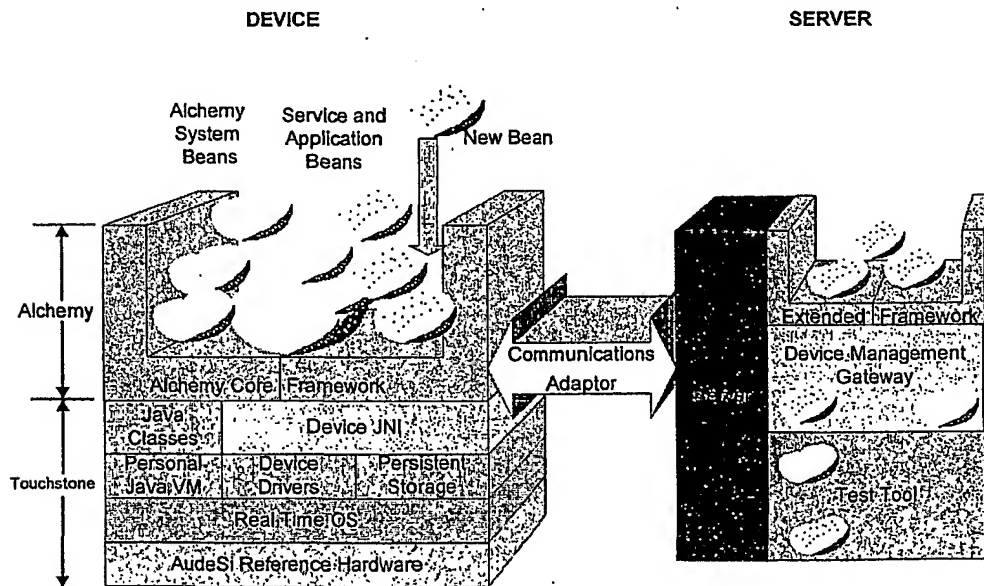 DEVICE
SERVER
Alchemy
System
Beans
Service and
Application
Beans
New Bean
Alchemy
Alchemy Core Framework
Communications
Adaptor
Extended Framework
Device Management
Gateway
Server
Test Tool
Touchstone
Java
Classes
Device JNI
Personal
Java VM
Device
Drivers
Persistent
Storage
Real Time OS
AudeSi Reference Hardware